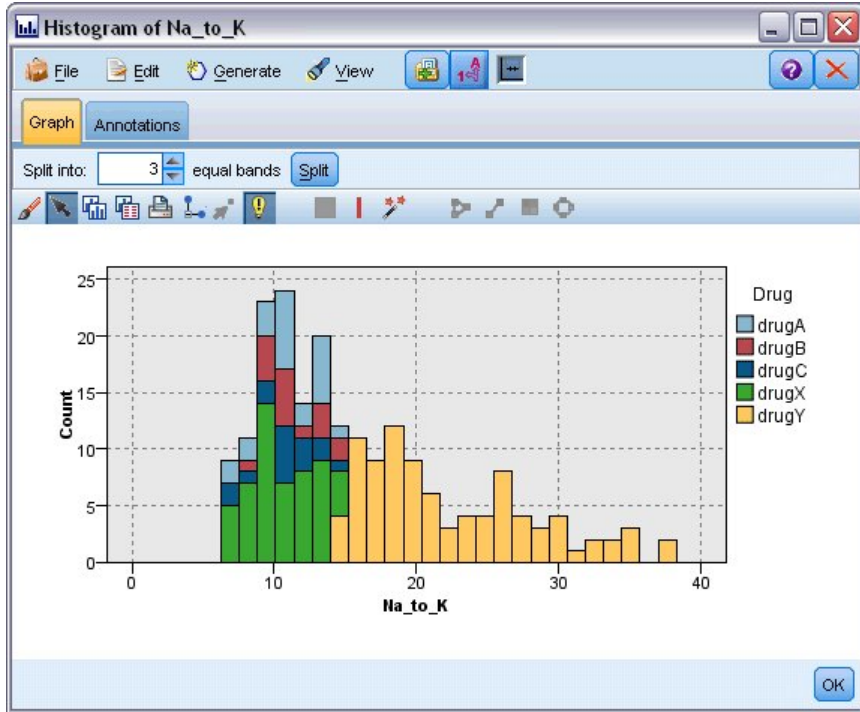 Histogram of Na_to_K
File Edit Generate View
Graph Annotations
Split into: 3 equal bands Split
25
20
15
10
5
0
Count
0 10 20 30 40
Na_to_K
Drug
drugA
drugB
drugC
drugX
drugY
OK